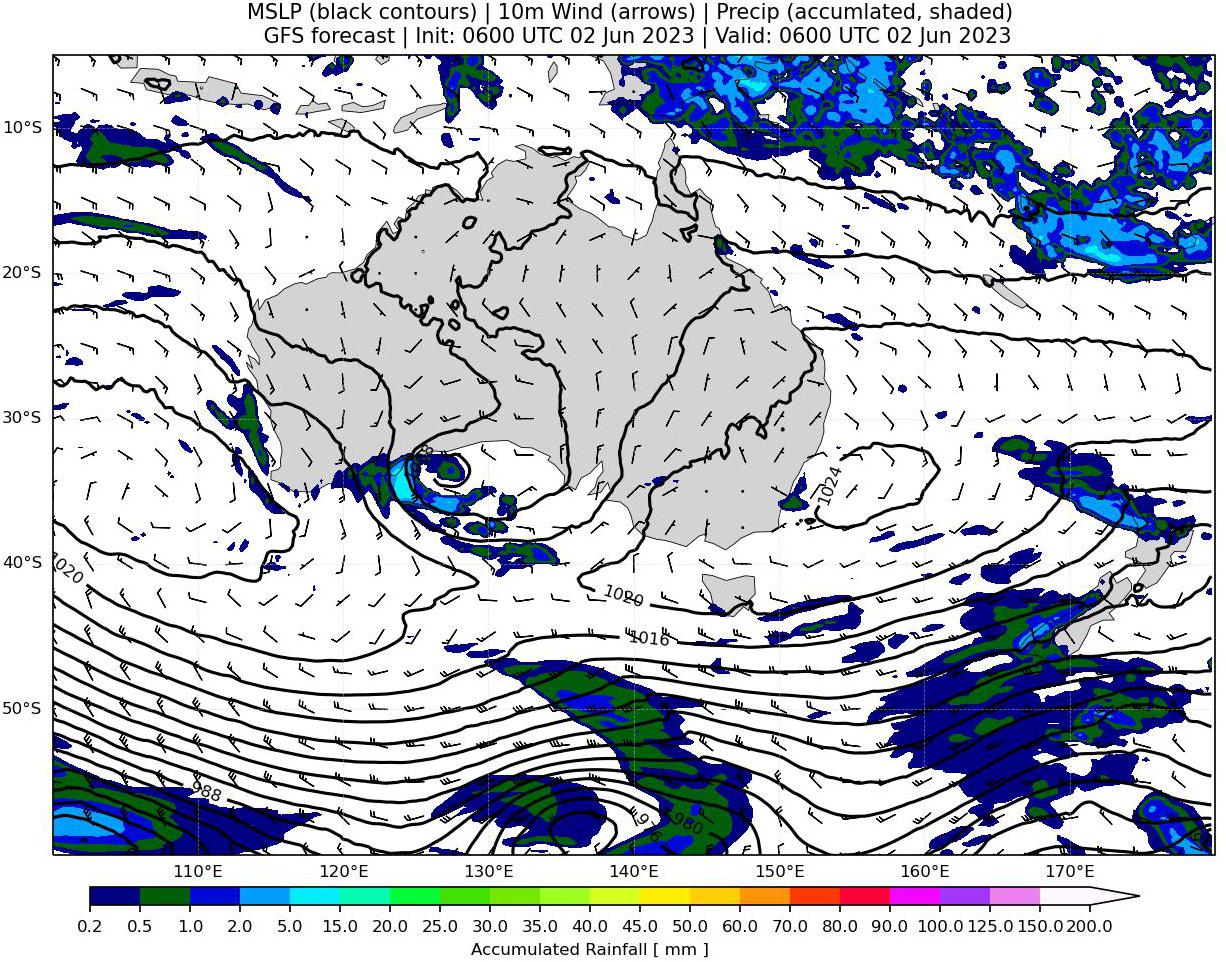 MSLP (black contours) | 10m Wind (arrows) | Precip (accumlated, shaded)
GFS forecast | Init: 0600 UTC 02 Jun 2023 | Valid: 0600 UTC 02 Jun 2023
10°S
20°S
30°S
1024
40°S
1020
1020
1016
50°S
988
976
980
110°E 120°E 130°E 140°E 150°E 160°E 170°E
0.2 0.5 1.0 2.0 5.0 15.0 20.0 25.0 30.0 35.0 40.0 45.0 50.0 60.0 70.0 80.0 90.0 100.0 125.0 150.0 200.0
Accumulated Rainfall [ mm ]